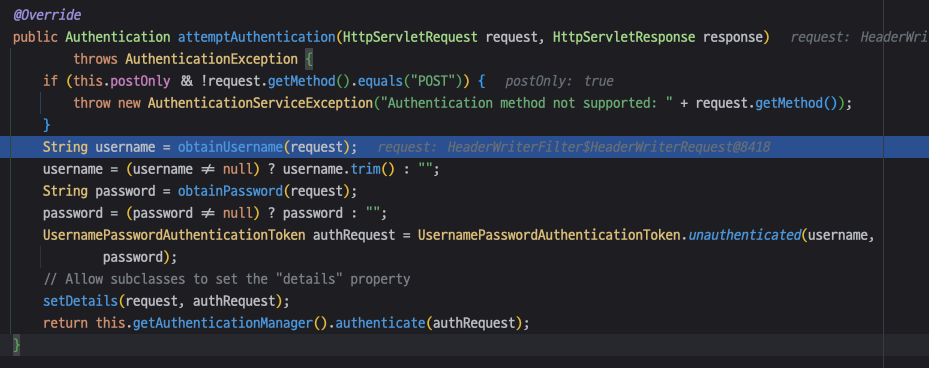 @Override
public Authentication attemptAuthentication(HttpServletRequest request, HttpServletResponse response)  request: HeaderWri
throws AuthenticationException {
if (this.postOnly && !request.getMethod().equals("POST")) {  postOnly: true
throw new AuthenticationServiceException("Authentication method not supported: " + request.getMethod());
}
String username = obtainUsername(request);  request: HeaderWriterFilter$HeaderWriterRequest@8418
username = (username ≠ null) ? username.trim() : "";
String password = obtainPassword(request);
password = (password ≠ null) ? password : "";
UsernamePasswordAuthenticationToken authRequest = UsernamePasswordAuthenticationToken.unauthenticated(username,
password);
// Allow subclasses to set the "details" property
setDetails(request, authRequest);
return this.getAuthenticationManager().authenticate(authRequest);
}